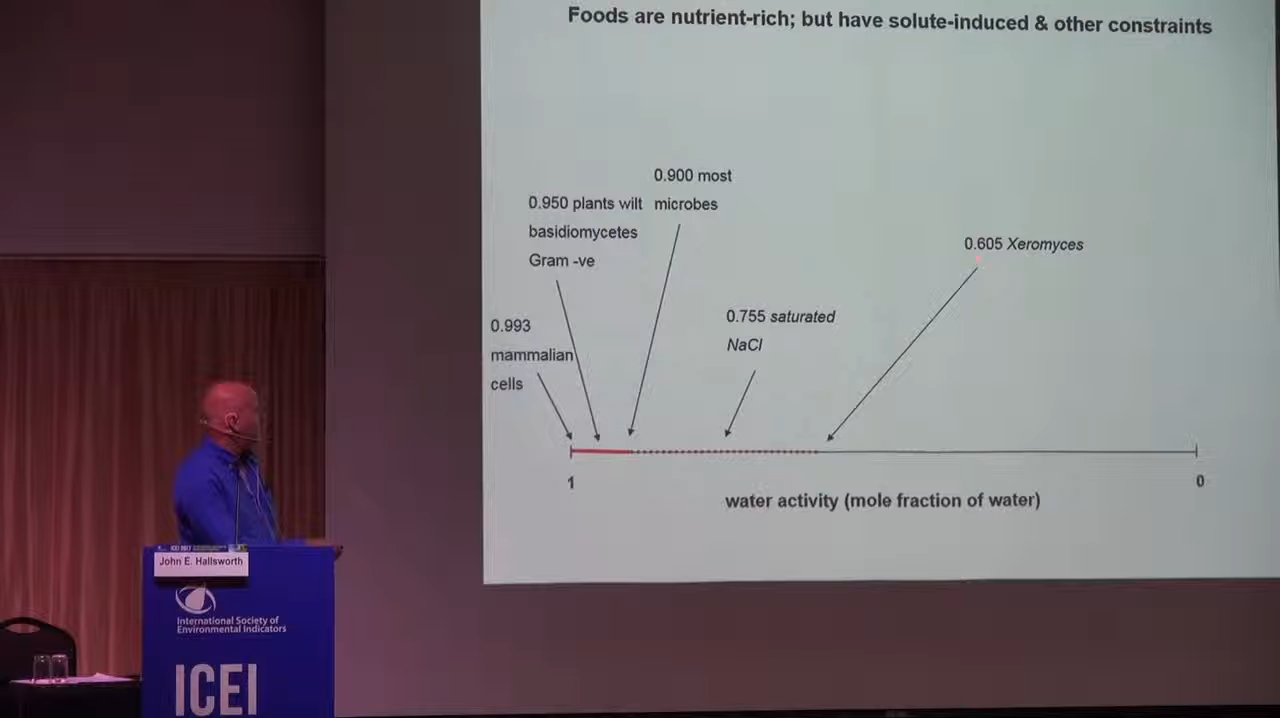 Foods are nutrient-rich; but have solute-induced & other constraints
0.900 most
microbes
0.950 plants wilt
basidiomycetes
Gram -ve
0.605 Xeromyces
0.755 saturated
NaCl
0.993
mammalian
cells
1
0
water activity (mole fraction of water)
John E. Hallsworth
International Society of
Environmental Indicators
ICEI